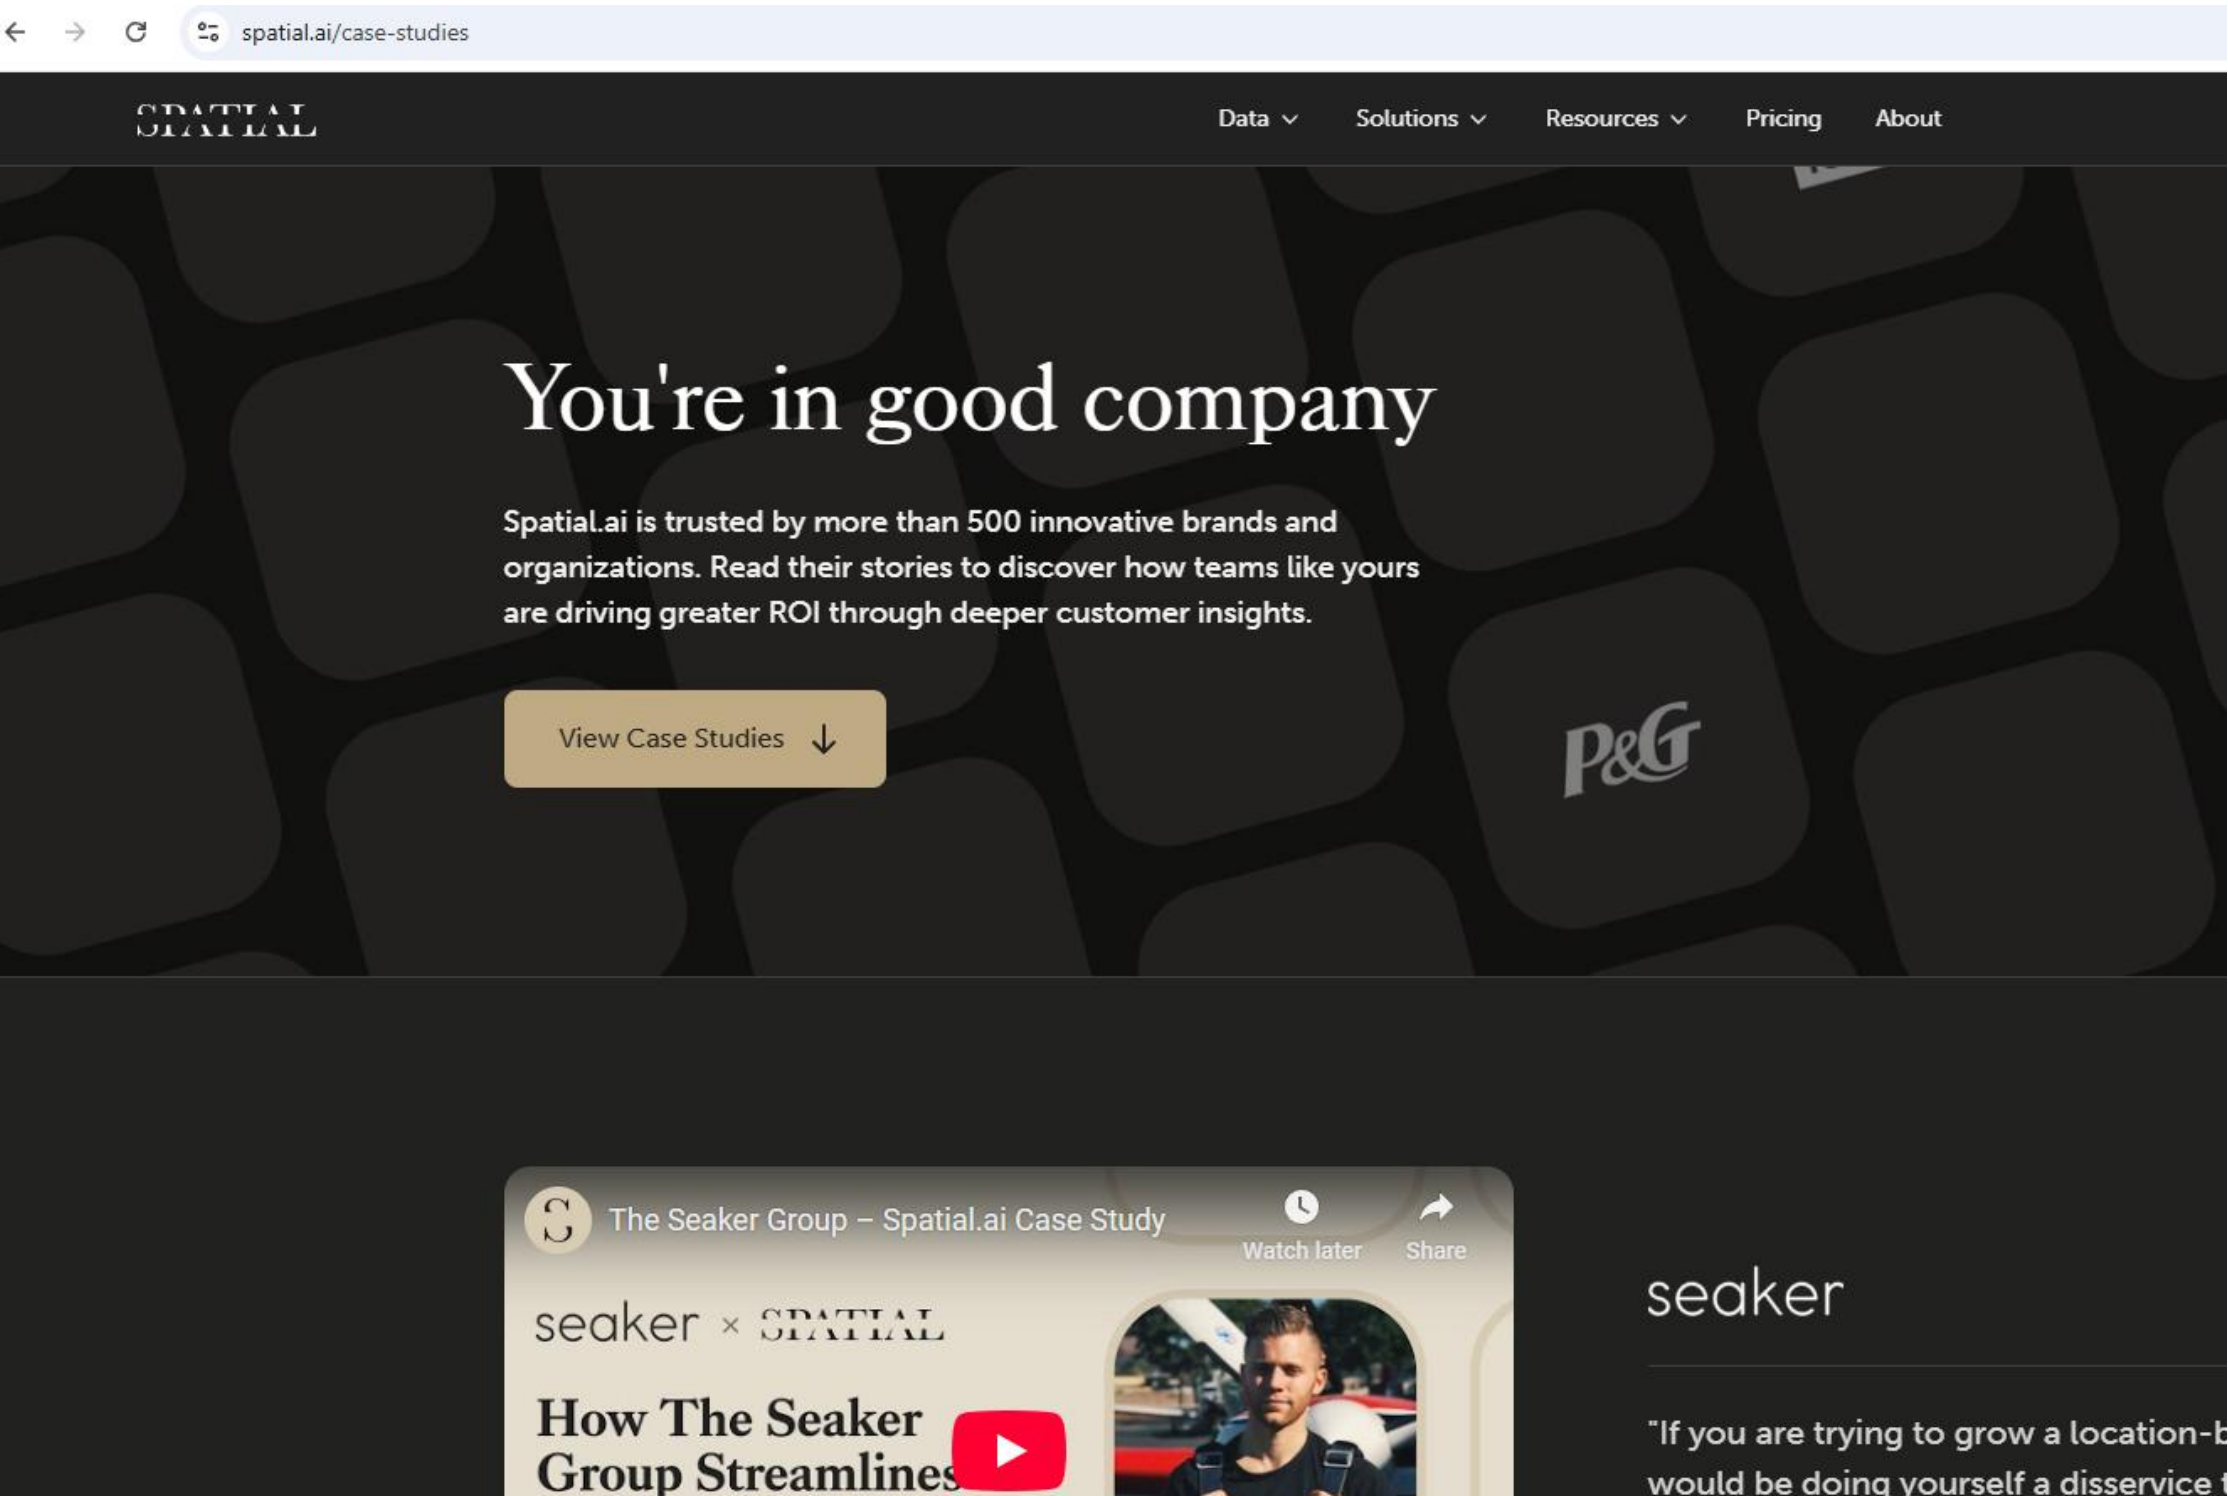 spatial.ai/case-studies
SPATIAL
Data
Solutions
Resources
Pricing
About
You're in good company
Spatial.ai is trusted by more than 500 innovative brands and
organizations. Read their stories to discover how teams like yours
are driving greater ROI through deeper customer insights.
View Case Studies
P&G
The Seaker Group – Spatial.ai Case Study
Watch later
Share
seaker × SPATIAL
How The Seaker
Group Streamlines
seaker
"If you are trying to grow a location-b
would be doing yourself a disservice t